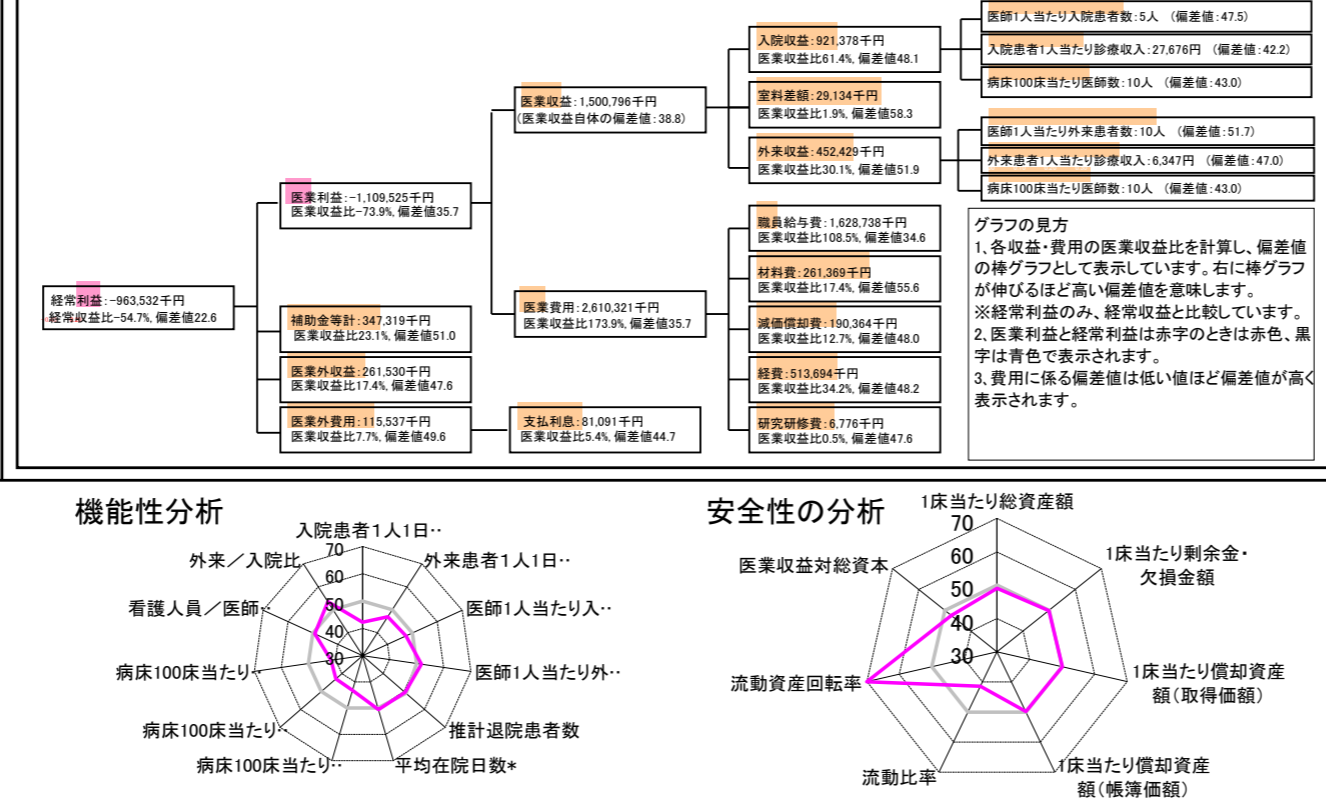 医師1人当たり入院患者数:5人 (偏差値:47.5)
入院収益:921,378千円
医業収益比61.4%, 偏差値48.1
入院患者1人当たり診療収入:27,676円 (偏差値:42.2)
病床100床当たり医師数:10人 (偏差値:43.0)
医業収益:1,500,796千円
(医業収益自体の偏差値:38.8)
室料差額:29,134千円
医業収益比1.9%, 偏差値58.3
医師1人当たり外来患者数:10人 (偏差値:51.7)
外来収益:452,429千円
医業収益比30.1%, 偏差値51.9
外来患者1人当たり診療収入:6,347円 (偏差値:47.0)
病床100床当たり医師数:10人 (偏差値:43.0)
医業利益:-1,109,525千円
医業収益比-73.9%, 偏差値35.7
職員給与費:1,628,738千円
医業収益比108.5%, 偏差値34.6
材料費:261,369千円
医業収益比17.4%, 偏差値55.6
経常利益:-963,532千円
経常収益比-54.7%, 偏差値22.6
補助金等計:347,319千円
医業収益比23.1%, 偏差値51.0
医業費用:2,610,321千円
医業収益比173.9%, 偏差値35.7
減価償却費:190,364千円
医業収益比12.7%, 偏差値48.0
医業外収益:261,530千円
医業収益比17.4%, 偏差値47.6
経費:513,694千円
医業収益比34.2%, 偏差値48.2
医業外費用:115,537千円
医業収益比7.7%, 偏差値49.6
支払利息:81,091千円
医業収益比5.4%, 偏差値44.7
研究研修費:6,776千円
医業収益比0.5%, 偏差値47.6
グラフの見方
1、各収益・費用の医業収益比を計算し、偏差値
の棒グラフとして表示しています。右に棒グラフ
が伸びるほど高い偏差値を意味します。
※経常利益のみ、経常収益と比較しています。
2、医業利益と経常利益は赤字のときは赤色、黒
字は青色で表示されます。
3、費用に係る偏差値は低い値ほど偏差値が高く
表示されます。
機能性分析
入院患者1人1日‥
外来患者1人1日‥
医師1人当たり入‥
医師1人当たり外‥
推計退院患者数
平均在院日数*
病床100床当たり‥
病床100床当たり‥
病床100床当たり‥
看護人員/医師‥
外来/入院比
70
60
50
40
30
安全性の分析
1床当たり総資産額
1床当たり剰余金・
欠損金額
1床当たり償却資産
額(取得価額)
1床当たり償却資産
額(帳簿価額)
流動比率
流動資産回転率
医業収益対総資本
70
60
50
40
30